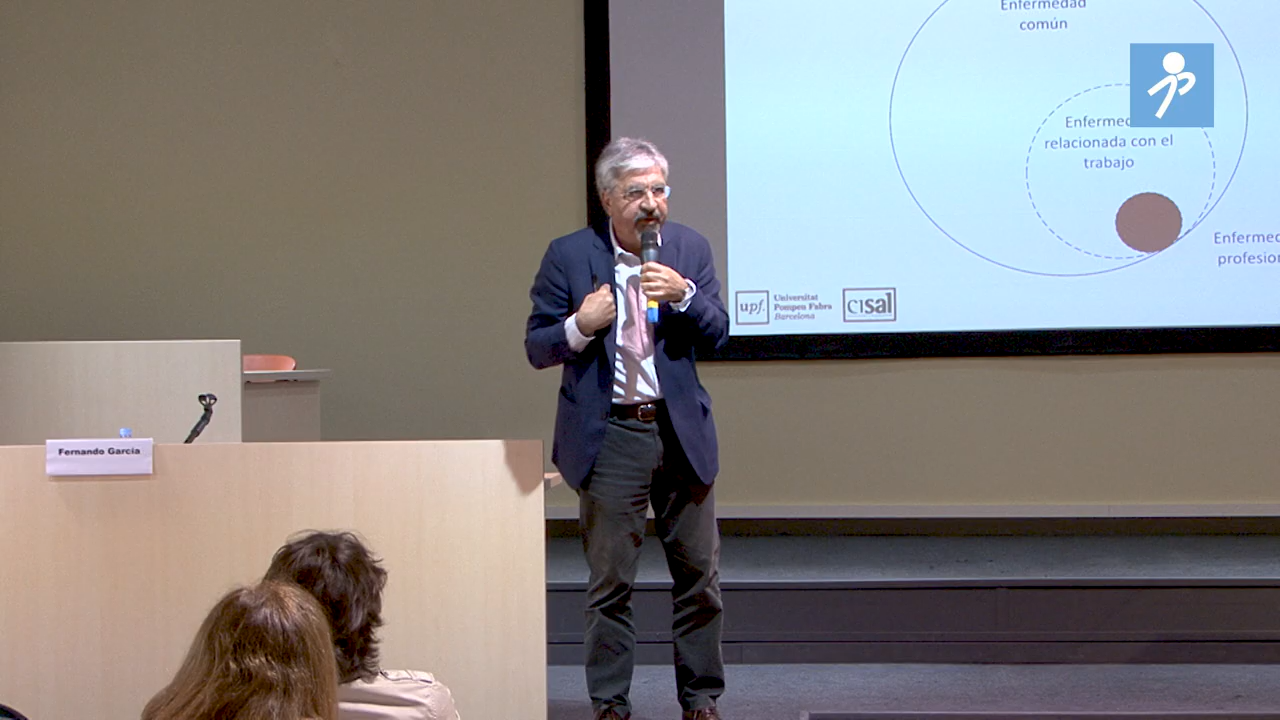 Enfermedad
común
relacionada con el
trabajo
upf.
Universitat
Pompeu Fabra
Barcelona
cisal
Fernando García